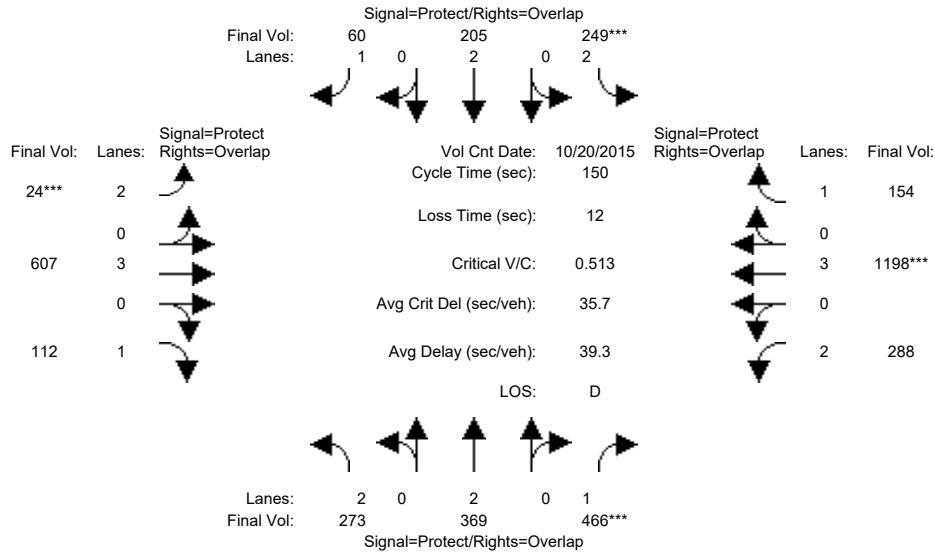 Signal=Protect/Rights=Overlap
Final Vol: 60 205 249***
Lanes: 1 0 2 0 2
Signal=Protect Signal=Protect
Final Vol: Lanes: Rights=Overlap Vol Cnt Date: 10/20/2015 Rights=Overlap Lanes: Final Vol:
Cycle Time (sec): 150
24*** 2 1 154
Loss Time (sec): 12
0 0
607 3 Critical V/C: 0.513 3 1198***
0 Avg Crit Del (sec/veh): 35.7 0
112 1 Avg Delay (sec/veh): 39.3 2 288
LOS: D
Lanes: 2 0 2 0 1
Final Vol: 273 369 466***
Signal=Protect/Rights=Overlap